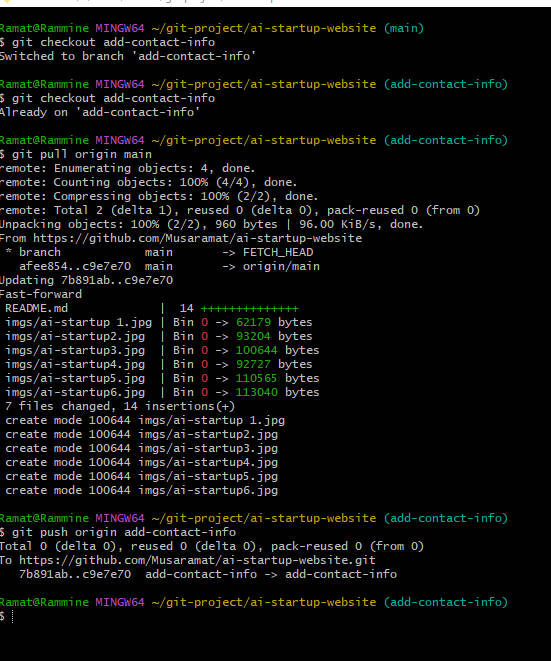 Ramat@Rammine MINGW64 ~/git-project/ai-startup-website (main)
$ git checkout add-contact-info
Switched to branch 'add-contact-info'
Ramat@Rammine MINGW64 ~/git-project/ai-startup-website (add-contact-info)
$ git checkout add-contact-info
Already on 'add-contact-info'
Ramat@Rammine MINGW64 ~/git-project/ai-startup-website (add-contact-info)
$ git pull origin main
remote: Enumerating objects: 4, done.
remote: Counting objects: 100% (4/4), done.
remote: Compressing objects: 100% (2/2), done.
remote: Total 2 (delta 1), reused 0 (delta 0), pack-reused 0 (from 0)
Unpacking objects: 100% (2/2), 960 bytes | 96.00 KiB/s, done.
From https://github.com/Musaramat/ai-startup-website
 * branch            main       -> FETCH_HEAD
   afee854..c9e7e70  main       -> origin/main
Updating 7b891ab..c9e7e70
Fast-forward
 README.md             |  14 ++++++++++++++
 imgs/ai-startup 1.jpg | Bin 0 -> 62179 bytes
 imgs/ai-startup2.jpg  | Bin 0 -> 93204 bytes
 imgs/ai-startup3.jpg  | Bin 0 -> 100644 bytes
 imgs/ai-startup4.jpg  | Bin 0 -> 92727 bytes
 imgs/ai-startup5.jpg  | Bin 0 -> 110565 bytes
 imgs/ai-startup6.jpg  | Bin 0 -> 113040 bytes
 7 files changed, 14 insertions(+)
 create mode 100644 imgs/ai-startup 1.jpg
 create mode 100644 imgs/ai-startup2.jpg
 create mode 100644 imgs/ai-startup3.jpg
 create mode 100644 imgs/ai-startup4.jpg
 create mode 100644 imgs/ai-startup5.jpg
 create mode 100644 imgs/ai-startup6.jpg
Ramat@Rammine MINGW64 ~/git-project/ai-startup-website (add-contact-info)
$ git push origin add-contact-info
Total 0 (delta 0), reused 0 (delta 0), pack-reused 0 (from 0)
To https://github.com/Musaramat/ai-startup-website.git
   7b891ab..c9e7e70  add-contact-info -> add-contact-info
Ramat@Rammine MINGW64 ~/git-project/ai-startup-website (add-contact-info)
$